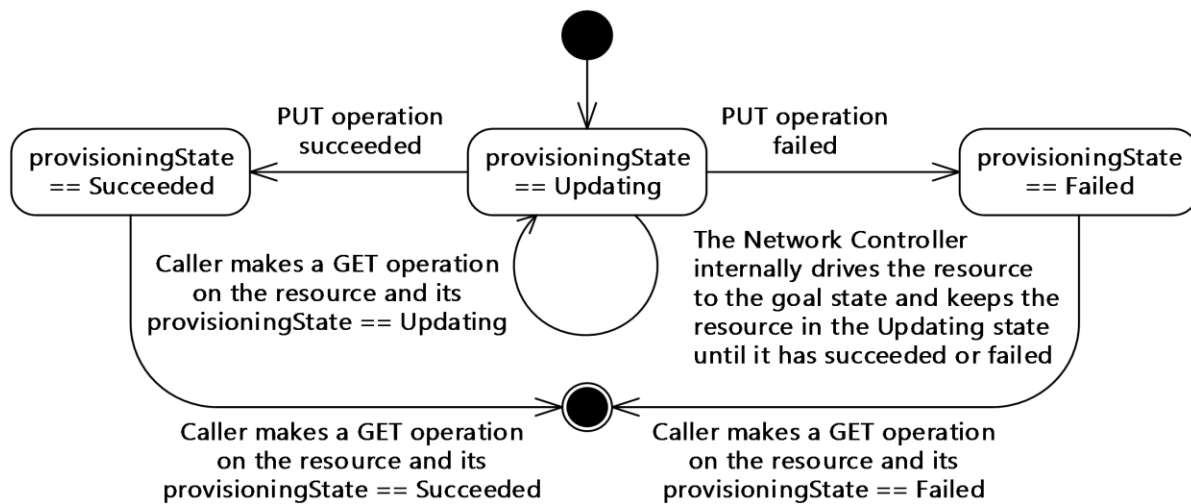 PUT operation
succeeded
PUT operation
failed
provisioningState
== Succeeded
provisioningState
== Updating
provisioningState
== Failed
Caller makes a GET operation
on the resource and its
provisioningState == Updating
The Network Controller
internally drives the resource
to the goal state and keeps the
resource in the Updating state
until it has succeeded or failed
Caller makes a GET operation
on the resource and its
provisioningState == Succeeded
Caller makes a GET operation
on the resource and its
provisioningState == Failed